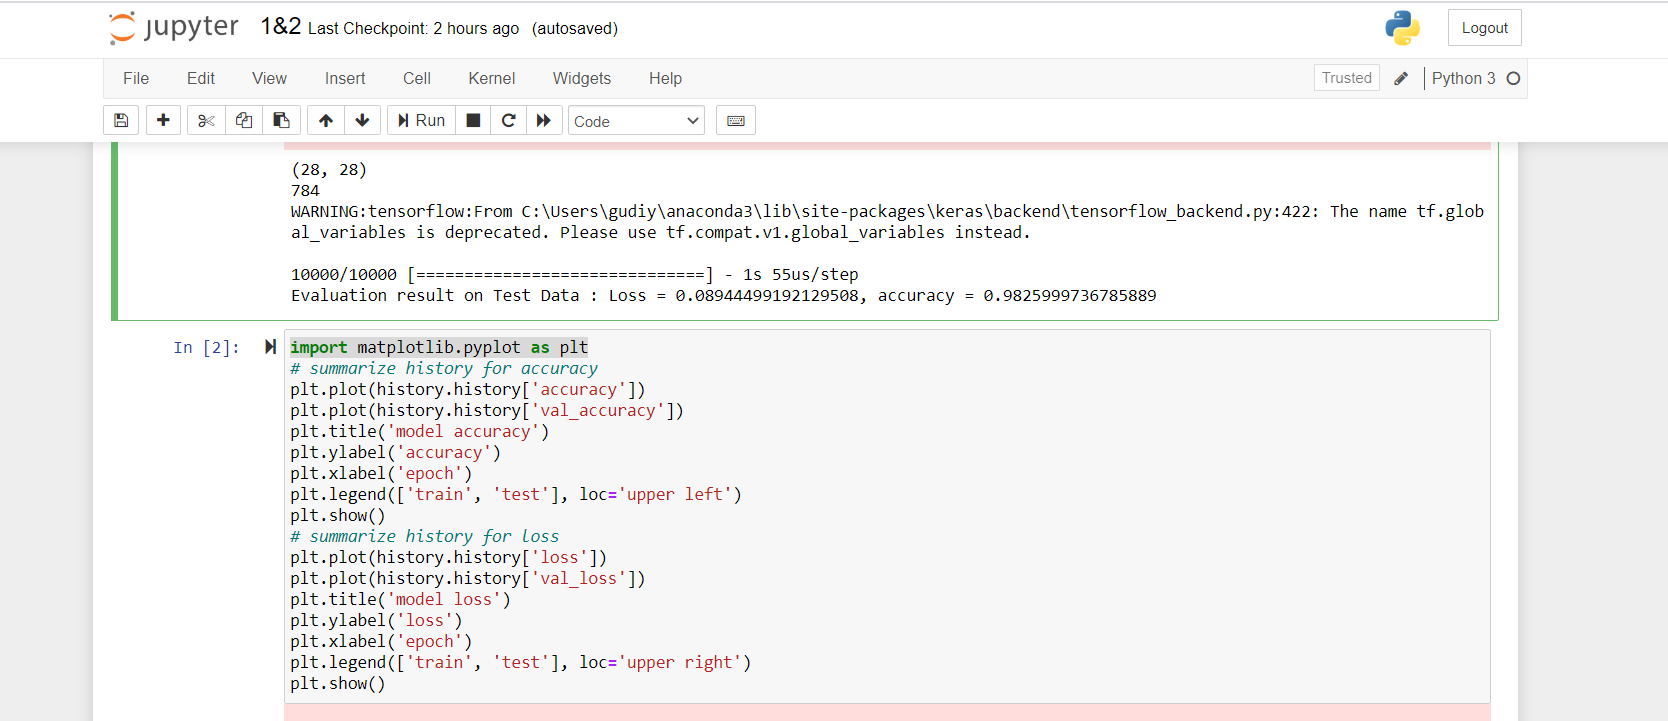 jupyter 1&2 Last Checkpoint: 2 hours ago (autosaved) Logout
File Edit View Insert Cell Kernel Widgets Help Trusted Python 3
Run Code
(28, 28)
784
WARNING:tensorflow:From C:\Users\gudiy\anaconda3\lib\site-packages\keras\backend\tensorflow_backend.py:422: The name tf.glob
al_variables is deprecated. Please use tf.compat.v1.global_variables instead.
10000/10000 [==============================] - 1s 55us/step
Evaluation result on Test Data : Loss = 0.08944499192129508, accuracy = 0.9825999736785889
In [2]: import matplotlib.pyplot as plt
# summarize history for accuracy
plt.plot(history.history['accuracy'])
plt.plot(history.history['val_accuracy'])
plt.title('model accuracy')
plt.ylabel('accuracy')
plt.xlabel('epoch')
plt.legend(['train', 'test'], loc='upper left')
plt.show()
# summarize history for loss
plt.plot(history.history['loss'])
plt.plot(history.history['val_loss'])
plt.title('model loss')
plt.ylabel('loss')
plt.xlabel('epoch')
plt.legend(['train', 'test'], loc='upper right')
plt.show()